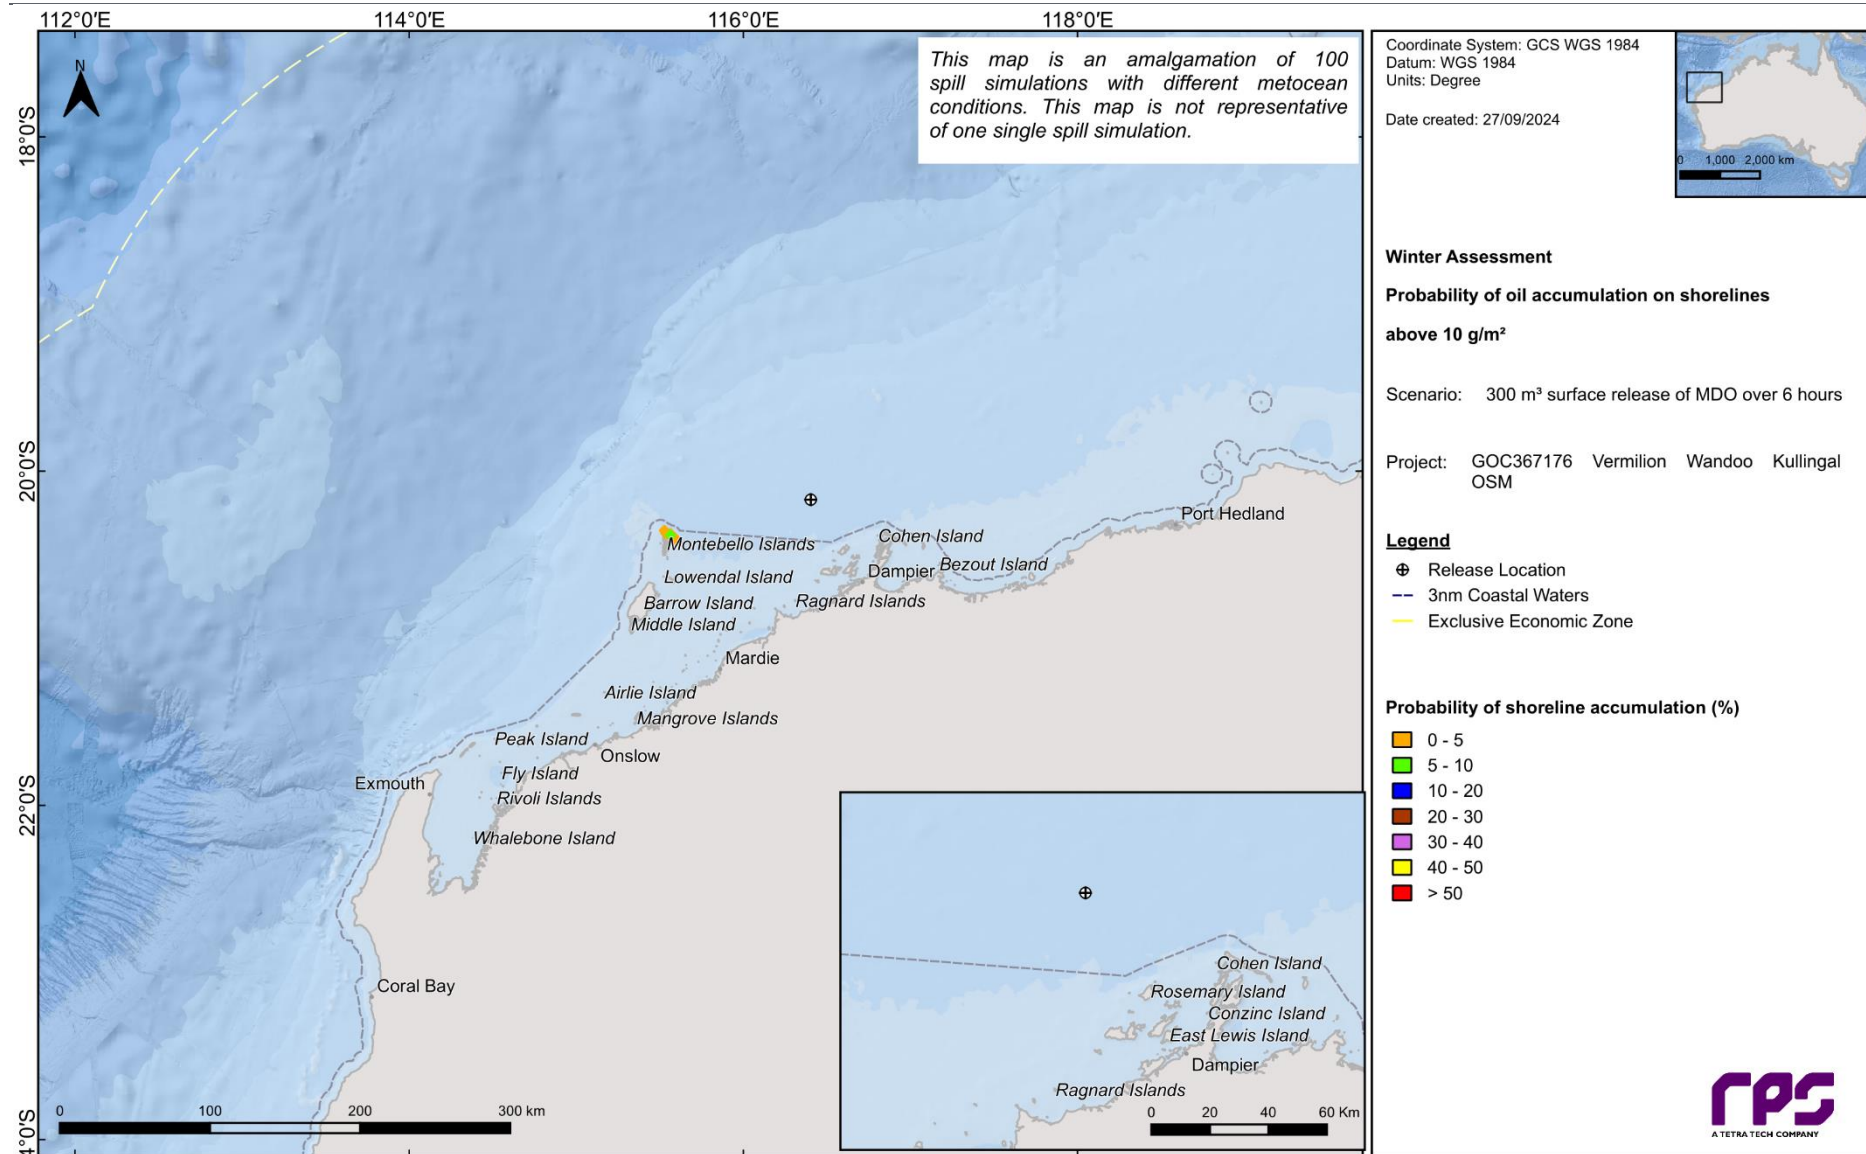 112°0'E 114°0'E 116°0'E 118°0'E
N
18°0'S
20°0'S
22°0'S
4°0'S
This map is an amalgamation of 100
spill simulations with different metocean
conditions. This map is not representative
of one single spill simulation.
Port Hedland
Cohen Island
Montebello Islands
Bezout Island
Dampier
Lowendal Island
Ragnard Islands
Barrow Island
Middle Island
Mardie
Airlie Island
Mangrove Islands
Peak Island
Onslow
Fly Island
Exmouth
Rivoli Islands
Whalebone Island
Coral Bay
0 100 200 300 km
Cohen Island
Rosemary Island
Conzinc Island
East Lewis Island
Dampier
Ragnard Islands
0 20 40 60 Km
Coordinate System: GCS WGS 1984
Datum: WGS 1984
Units: Degree
Date created: 27/09/2024
0 1,000 2,000 km
Winter Assessment
Probability of oil accumulation on shorelines
above 10 g/m²
Scenario: 300 m³ surface release of MDO over 6 hours
Project: GOC367176 Vermilion Wandoo Kullingal
OSM
Legend
Release Location
3nm Coastal Waters
Exclusive Economic Zone
Probability of shoreline accumulation (%)
0 - 5
5 - 10
10 - 20
20 - 30
30 - 40
40 - 50
> 50
rps
A TETRA TECH COMPANY